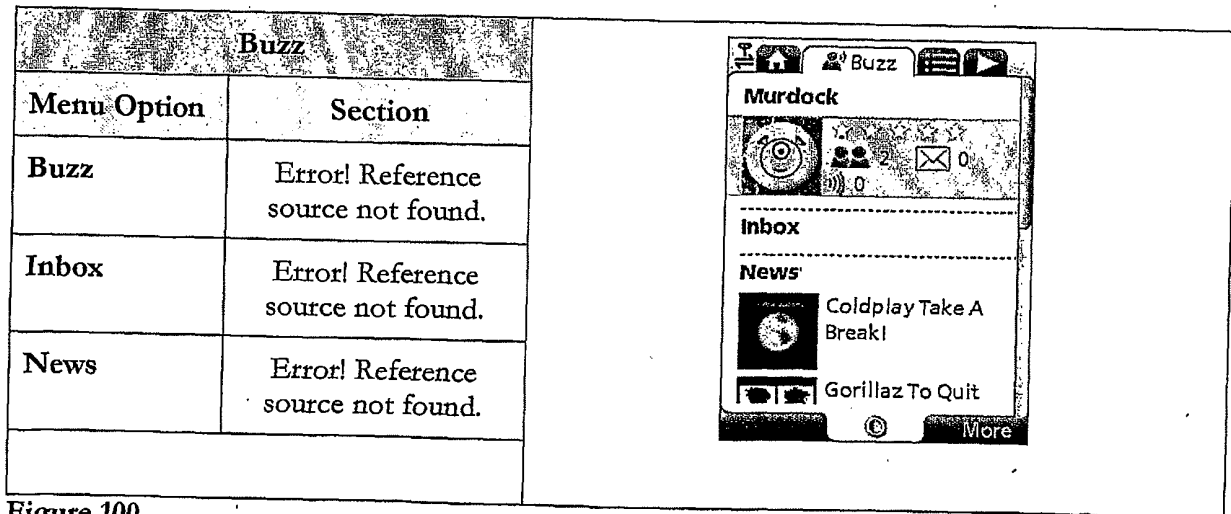 Buzz
Menu Option Section
Buzz Error! Reference
source not found.
Inbox Error! Reference
source not found.
News Error! Reference
source not found.
Buzz
Murdock
2 0
0
Inbox
News
Coldplay Take A
Break!
Gorillaz To Quit
More
Figure 100